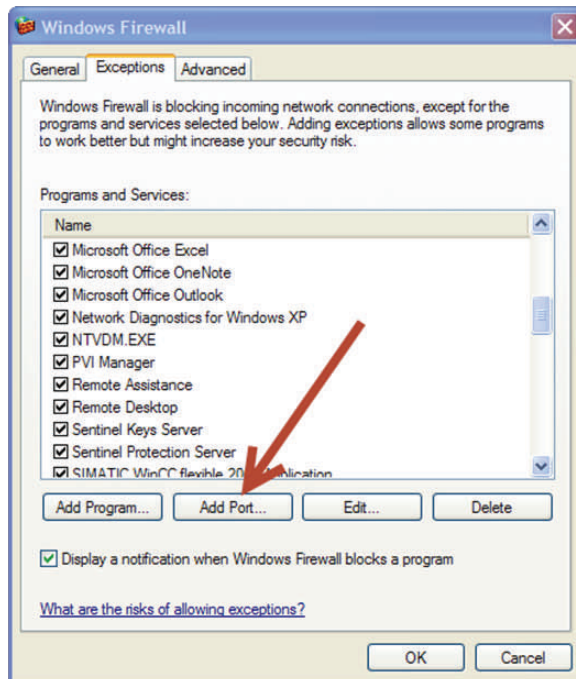 Windows Firewall
General Exceptions Advanced
Windows Firewall is blocking incoming network connections, except for the
programs and services selected below. Adding exceptions allows some programs
to work better but might increase your security risk.
Programs and Services:
Name
Microsoft Office Excel
Microsoft Office OneNote
Microsoft Office Outlook
Network Diagnostics for Windows XP
NTVDM.EXE
PVI Manager
Remote Assistance
Remote Desktop
Sentinel Keys Server
Sentinel Protection Server
SIMATIC WinCC flexible
Add Program... Add Port... Edit... Delete
Display a notification when Windows Firewall blocks a program
What are the risks of allowing exceptions?
OK Cancel